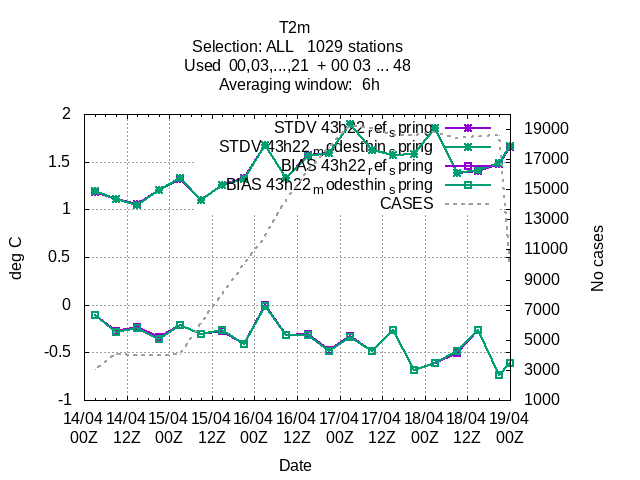 T2m
Selection: ALL   1029 stations
Used  00,03,...,21  + 00 03 ... 48
Averaging window:  6h
STDV 43h22_ref_spring
STDV 43h22_modesthin_spring
BIAS 43h22_ref_spring
BIAS 43h22_modesthin_spring
CASES
2
1.5
1
0.5
0
-0.5
-1
deg C
19000
17000
15000
13000
11000
9000
7000
5000
3000
1000
No cases
14/04 14/04 15/04 15/04 16/04 16/04 17/04 17/04 18/04 18/04 19/04
00Z 12Z 00Z 12Z 00Z 12Z 00Z 12Z 00Z 12Z 00Z
Date